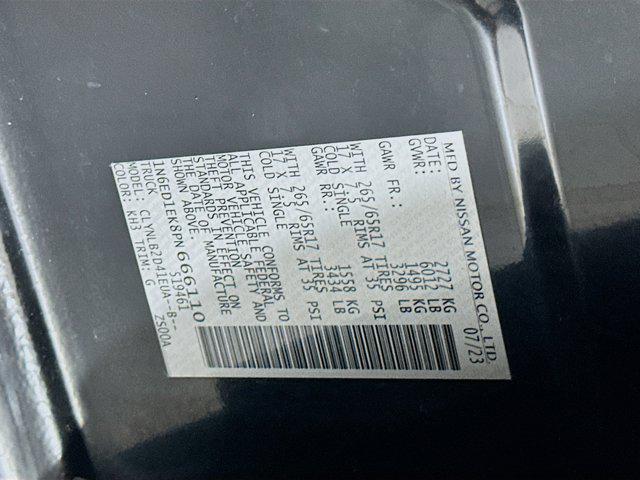 MFD BY NISSAN MOTOR CO., LTD.
DATE: 07/23
GVWR: 2727 KG
6012 LB
GAWR FR.: 1495 KG
3296 LB
WITH 265/65R17 TIRES
17 X 7.5 RIMS AT 35 PSI
COLD SINGLE
GAWR RR.: 1558 KG
3434 LB
WITH 265/65R17 TIRES
17 X 7.5 RIMS AT 35 PSI
COLD SINGLE
THIS VEHICLE CONFORMS TO
ALL APPLICABLE FEDERAL
MOTOR VEHICLE SAFETY AND
THEFT PREVENTION
STANDARDS IN EFFECT ON
THE DATE OF MANUFACTURE
SHOWN ABOVE.
1N6ED1EK8PN666110
TRUCK 519461
MODEL CLYNLB2D41EUA--B--
COLOR: KH3 TRIM: G ZS00A